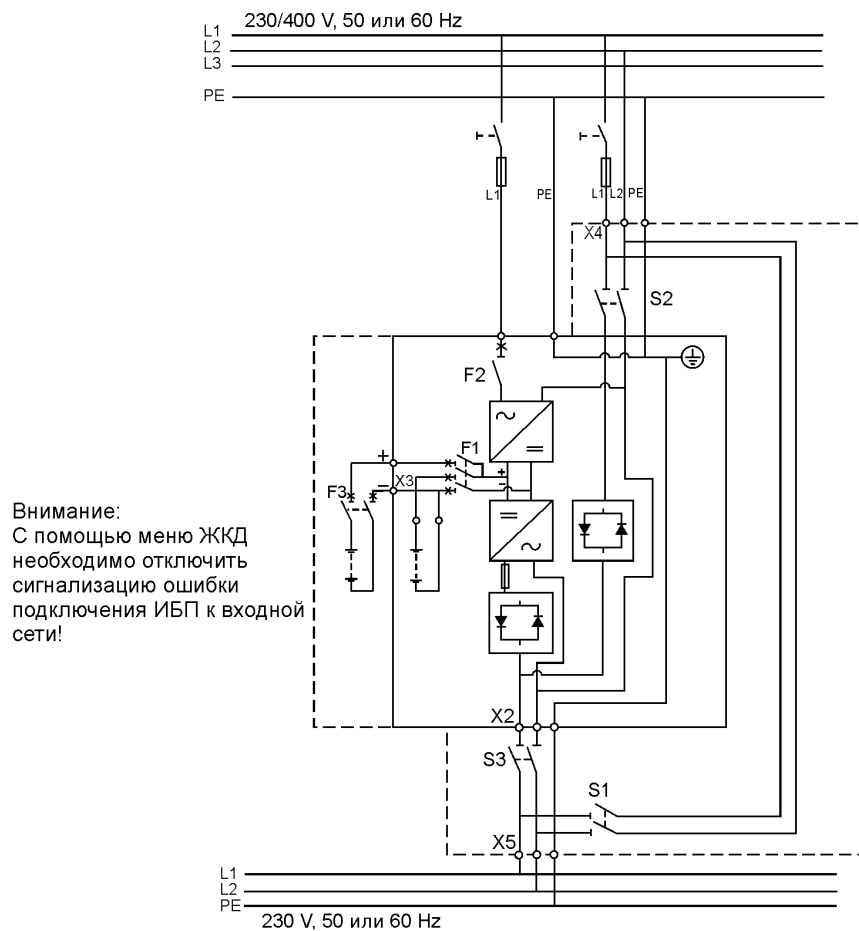 230/400 V, 50 или 60 Hz
L1
L2
L3
PE
L1
PE
L1
L2
PE
X4
S2
F2
F1
+
+
X3
−
−
F3
Внимание:
С помощью меню ЖКД
необходимо отключить
сигнализацию ошибки
подключения ИБП к входной
сети!
X2
S3
S1
X5
L1
L2
PE
230 V, 50 или 60 Hz